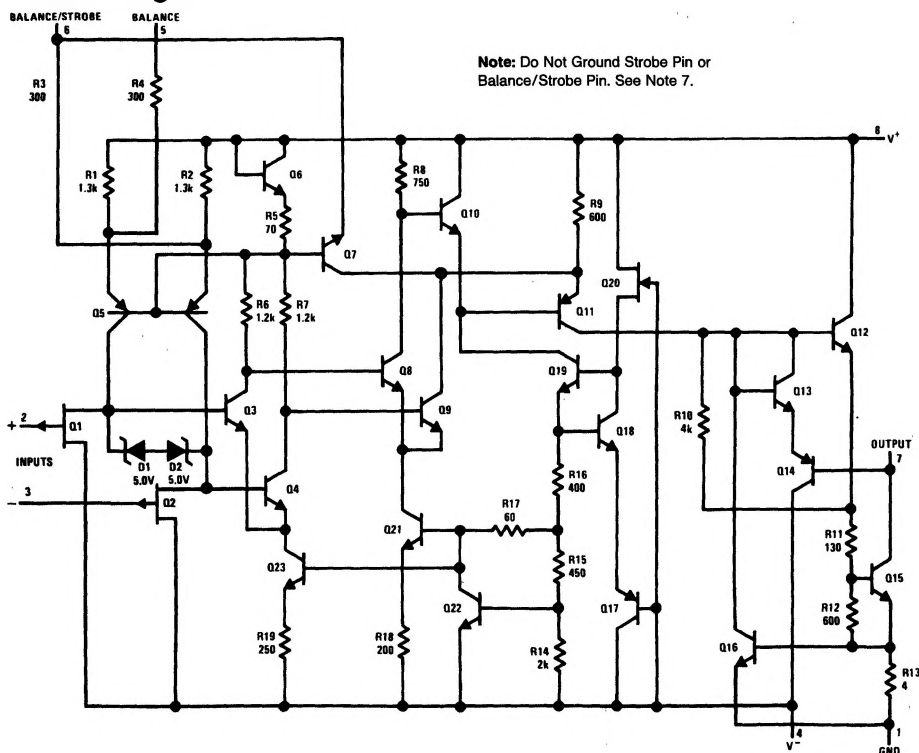 BALANCE/STROBE
6
BALANCE
5
Note: Do Not Ground Strobe Pin or
Balance/Strobe Pin. See Note 7.
R3
300
R4
300
8
V+
R1
1.3k
R2
1.3k
Q6
R5
70
R8
750
Q10
R9
600
Q7
Q20
Q5
R6
1.2k
R7
1.2k
Q11
Q12
Q8
Q19
Q13
Q3
Q9
R10
4k
Q18
OUTPUT
7
+
2
Q1
D1
5.0V
D2
5.0V
INPUTS
R16
400
Q14
−
3
Q2
Q4
R17
60
Q21
R11
130
Q23
R15
450
Q15
Q22
Q17
R12
600
R19
250
R18
200
R14
2k
Q16
R13
4
4
V−
1
GND